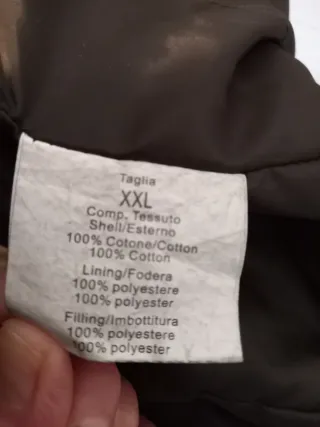 Taglia
XXL
Comp. Tessuto
Shell/Esterno
100% Cotone/Cotton
100% Cotton
Lining/Fodera
100% polyestere
100% polyester
Filling/Imbottitura
100% polyestere
100% polyester